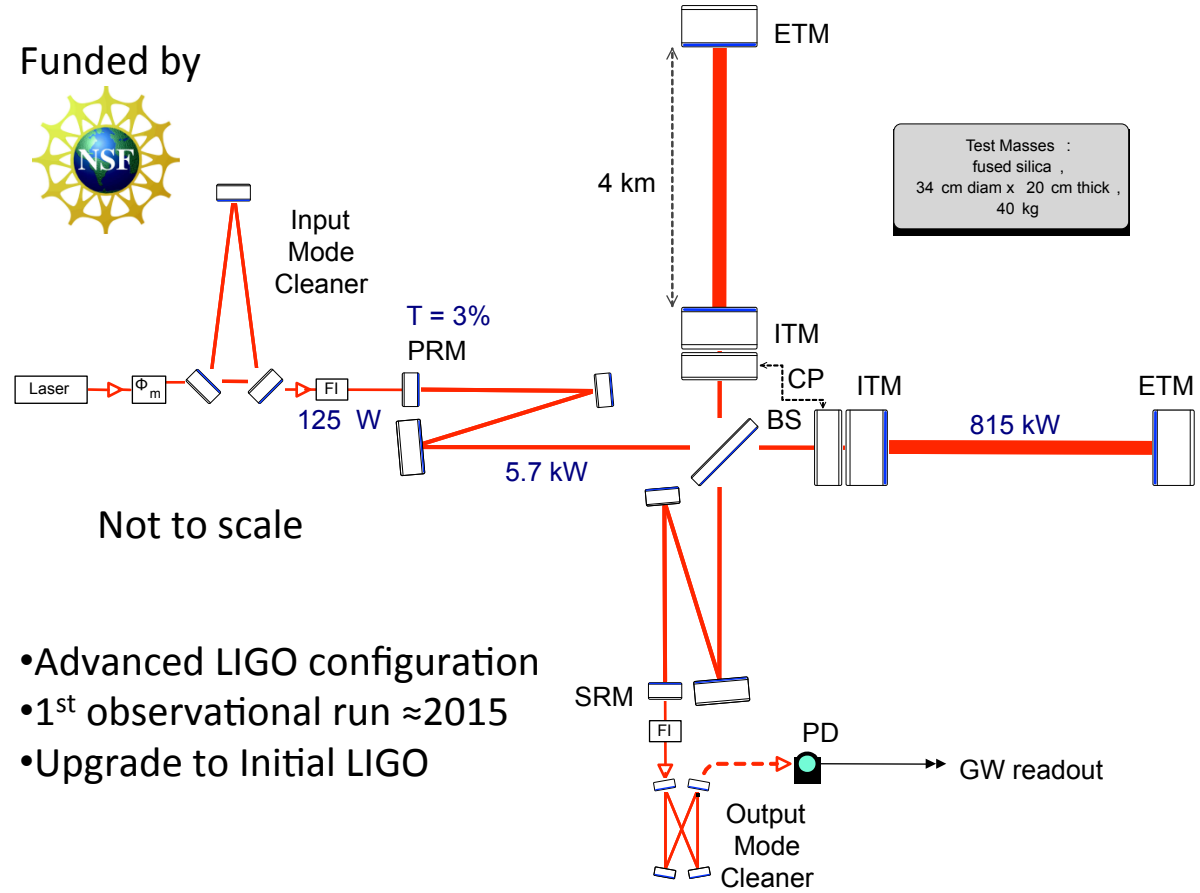 Funded by
NSF
ETM
4 km
Test Masses :
fused silica ,
34 cm diam x 20 cm thick ,
40 kg
Input
Mode
Cleaner
T = 3%
PRM
ITM
Laser
Φm
FI
125 W
CP
ITM
ETM
BS
815 kW
5.7 kW
Not to scale
•Advanced LIGO configuration
•1st observational run ≈2015
•Upgrade to Initial LIGO
SRM
FI
PD
GW readout
Output
Mode
Cleaner